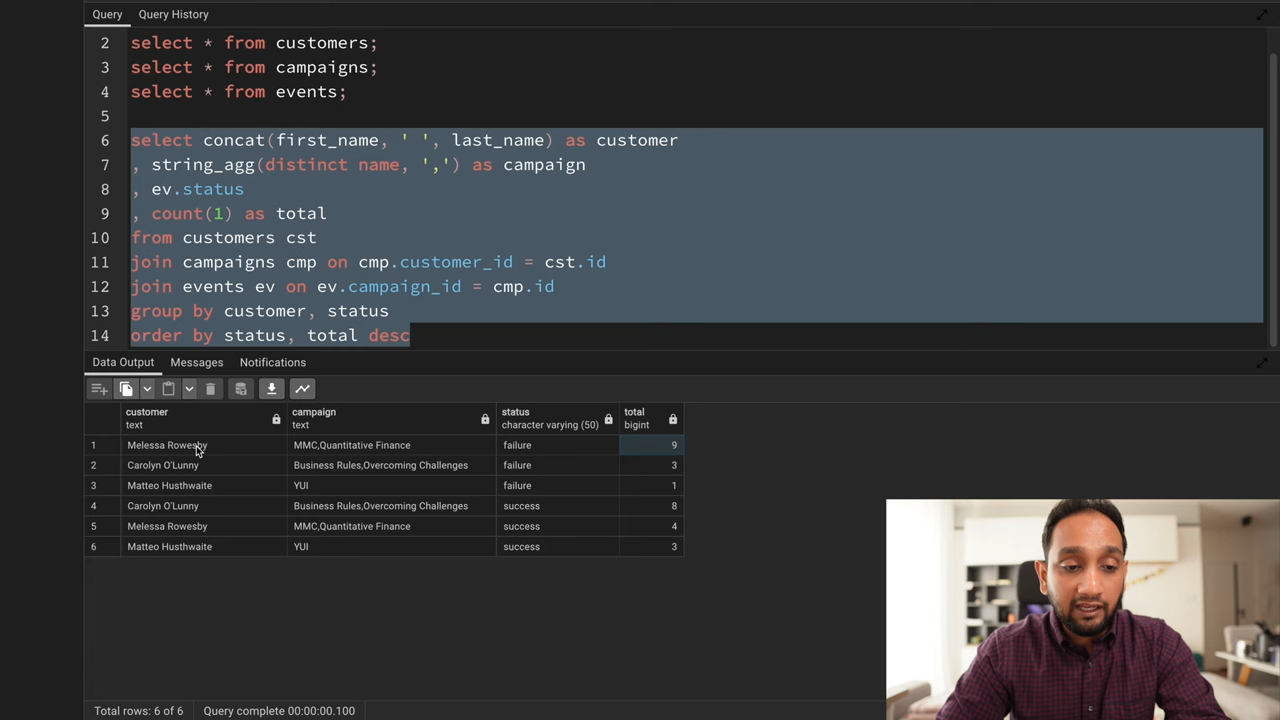 Query Query History
2 select * from customers;
3 select * from campaigns;
4 select * from events;
5
6 select concat(first_name, ' ', last_name) as customer
7 , string_agg(distinct name, ',') as campaign
8 , ev.status
9 , count(1) as total
10 from customers cst
11 join campaigns cmp on cmp.customer_id = cst.id
12 join events ev on ev.campaign_id = cmp.id
13 group by customer, status
14 order by status, total desc
Data Output Messages Notifications
customer campaign status total
text text character varying (50) bigint
1 Melessa Rowesby MMC,Quantitative Finance failure 9
2 Carolyn O'Lunny Business Rules,Overcoming Challenges failure 3
3 Matteo Husthwaite YUI failure 1
4 Carolyn O'Lunny Business Rules,Overcoming Challenges success 8
5 Melessa Rowesby MMC,Quantitative Finance success 4
6 Matteo Husthwaite YUI success 3
Total rows: 6 of 6 Query complete 00:00:00.100